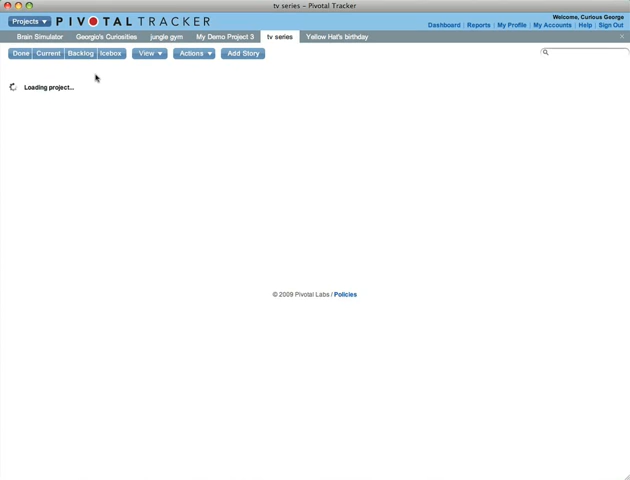 tv series – Pivotal Tracker
Projects ▼ PIVOTALTRACKER
Welcome, Curious George
Dashboard | Reports | My Profile | My Accounts | Help | Sign Out
Brain Simulator Georgio's Curiosities jungle gym My Demo Project 3 tv series Yellow Hat's birthday ×
Done Current Backlog Icebox View ▼ Actions ▼ Add Story
Loading project...
© 2009 Pivotal Labs / Policies